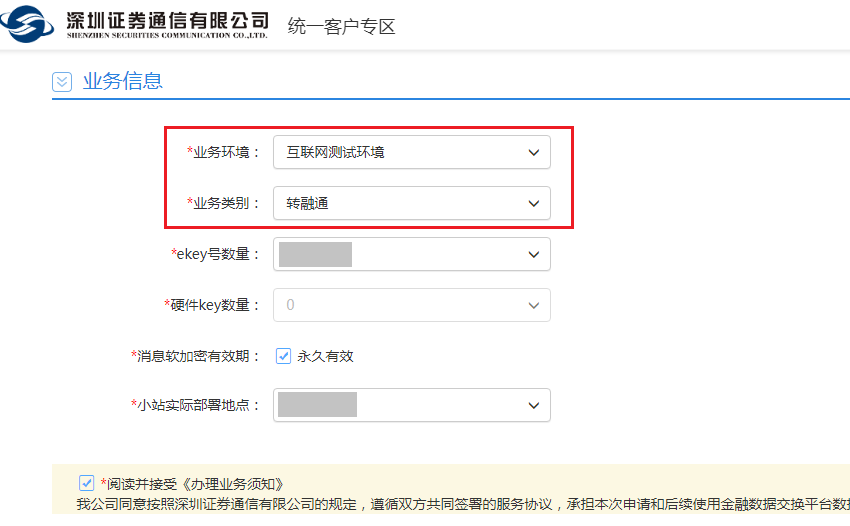 深圳证券通信有限公司 统一客户专区
SHENZHEN SECURITIES COMMUNICATION CO.,LTD.
业务信息
*业务环境： 互联网测试环境
*业务类别： 转融通
*ekey号数量：
*硬件key数量： 0
*消息软加密有效期： 永久有效
*小站实际部署地点：
*阅读并接受《办理业务须知》
我公司同意按照深圳证券通信有限公司的规定，遵循双方共同签署的服务协议，承担本次申请和后续使用金融数据交换平台数